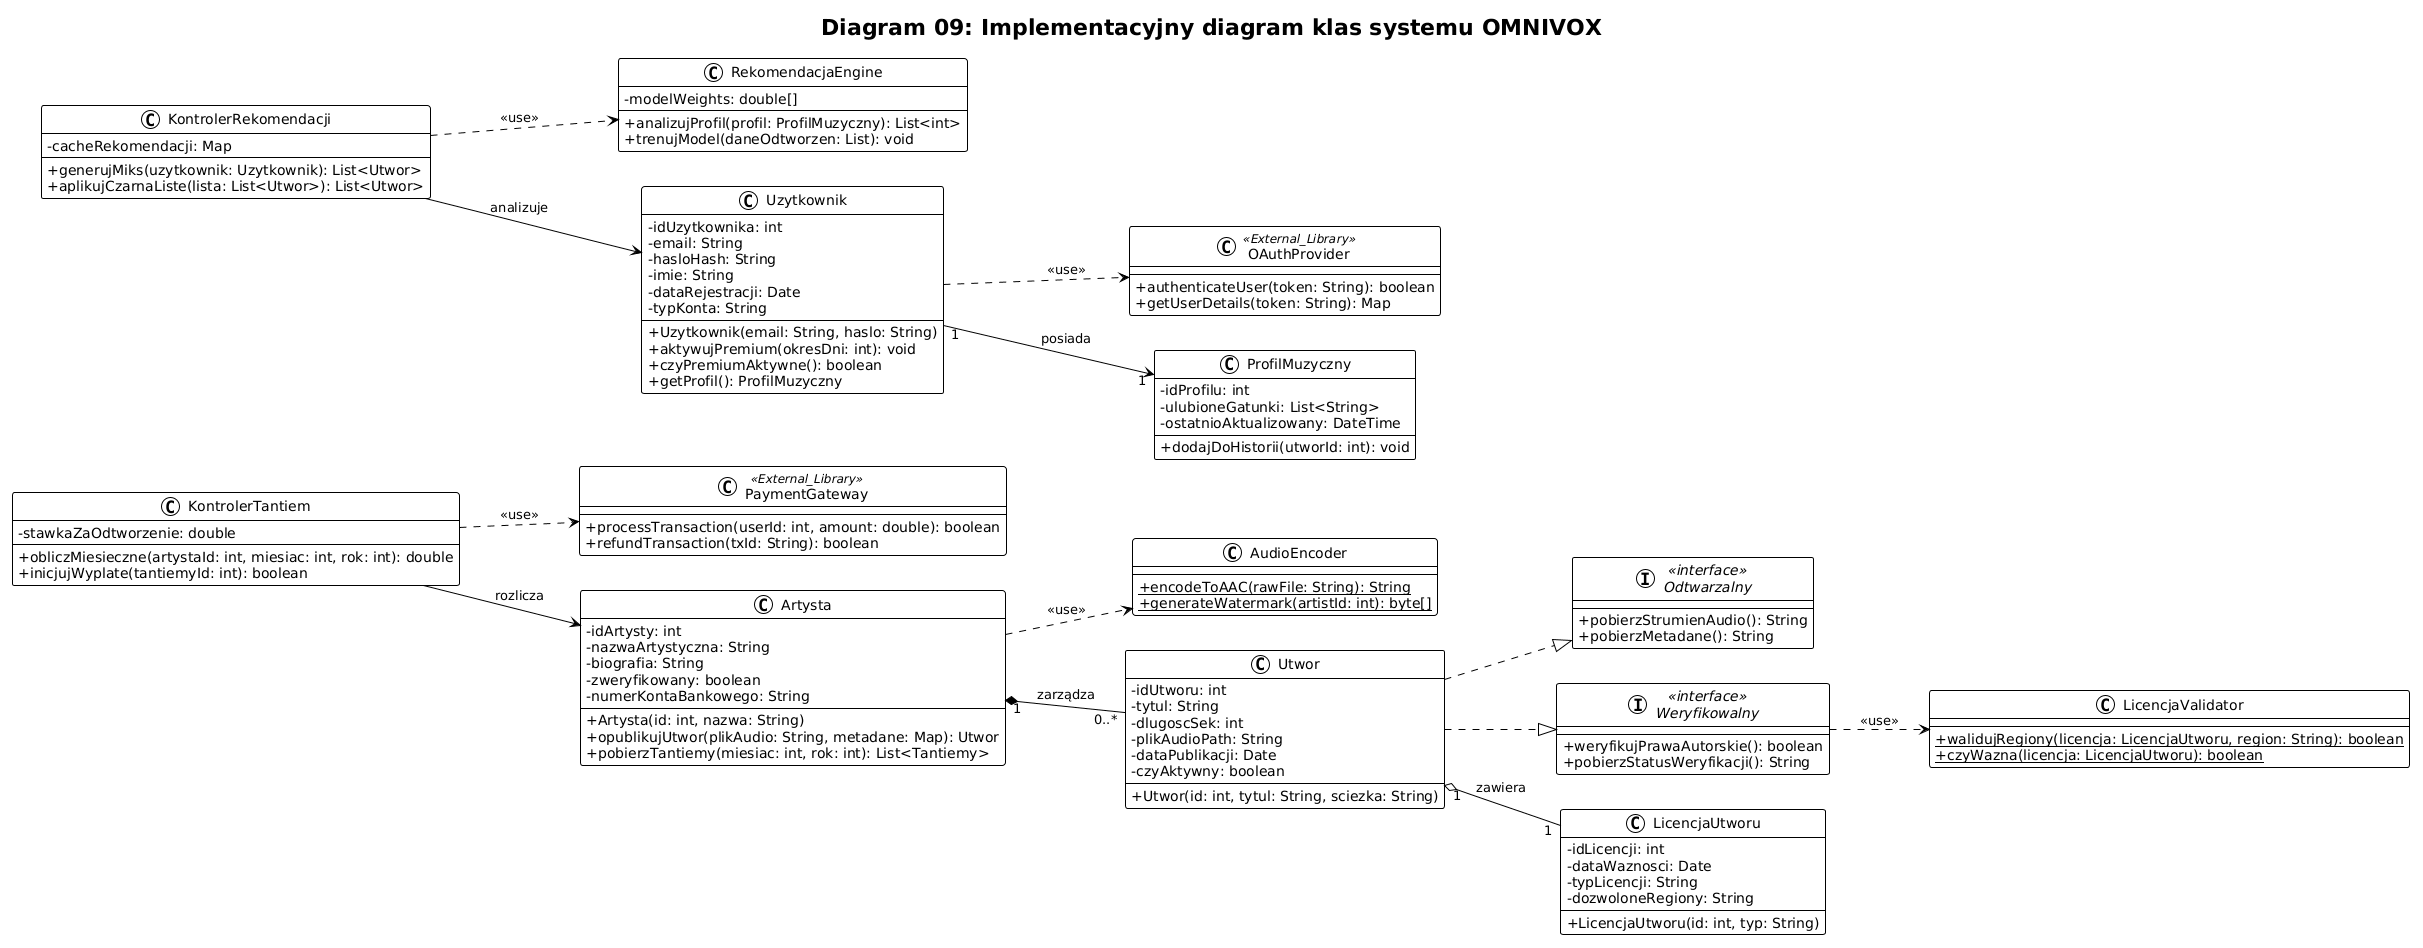 Diagram 09: Implementacyjny diagram klas systemu OMNIVOX
C RekomendacjaEngine
-modelWeights: double[]
+analizujProfil(profil: ProfilMuzyczny): List<int>
+trenujModel(daneOdtworzen: List): void
C KontrolerRekomendacji
-cacheRekomendacji: Map
+generujMiks(uzytkownik: Uzytkownik): List<Utwor>
+aplikujCzarnaListe(lista: List<Utwor>): List<Utwor>
«use»
analizuje
C Uzytkownik
-idUzytkownika: int
-email: String
-hasloHash: String
-imie: String
-dataRejestracji: Date
-typKonta: String
+Uzytkownik(email: String, haslo: String)
+aktywujPremium(okresDni: int): void
+czyPremiumAktywne(): boolean
+getProfil(): ProfilMuzyczny
«use»
1
posiada
1
C «External_Library»
OAuthProvider
+authenticateUser(token: String): boolean
+getUserDetails(token: String): Map
C ProfilMuzyczny
-idProfilu: int
-ulubioneGatunki: List<String>
-ostatnioAktualizowany: DateTime
+dodajDoHistorii(utworId: int): void
C KontrolerTantiem
-stawkaZaOdtworzenie: double
+obliczMiesieczne(artystaId: int, miesiac: int, rok: int): double
+inicjujWyplate(tantiemyId: int): boolean
«use»
rozlicza
C «External_Library»
PaymentGateway
+processTransaction(userId: int, amount: double): boolean
+refundTransaction(txId: String): boolean
C Artysta
-idArtysty: int
-nazwaArtystyczna: String
-biografia: String
-zweryfikowany: boolean
-numerKontaBankowego: String
+Artysta(id: int, nazwa: String)
+opublikujUtwor(plikAudio: String, metadane: Map): Utwor
+pobierzTantiemy(miesiac: int, rok: int): List<Tantiemy>
«use»
1
zarządza
0..*
C AudioEncoder
+encodeToAAC(rawFile: String): String
+generateWatermark(artistId: int): byte[]
C Utwor
-idUtworu: int
-tytul: String
-dlugoscSek: int
-plikAudioPath: String
-dataPublikacji: Date
-czyAktywny: boolean
+Utwor(id: int, tytul: String, sciezka: String)
1
zawiera
1
I «interface»
Odtwarzalny
+pobierzStrumienAudio(): String
+pobierzMetadane(): String
I «interface»
Weryfikowalny
+weryfikujPrawaAutorskie(): boolean
+pobierzStatusWeryfikacji(): String
«use»
C LicencjaValidator
+walidujRegiony(licencja: LicencjaUtworu, region: String): boolean
+czyWazna(licencja: LicencjaUtworu): boolean
C LicencjaUtworu
-idLicencji: int
-dataWaznosci: Date
-typLicencji: String
-dozwoloneRegiony: String
+LicencjaUtworu(id: int, typ: String)